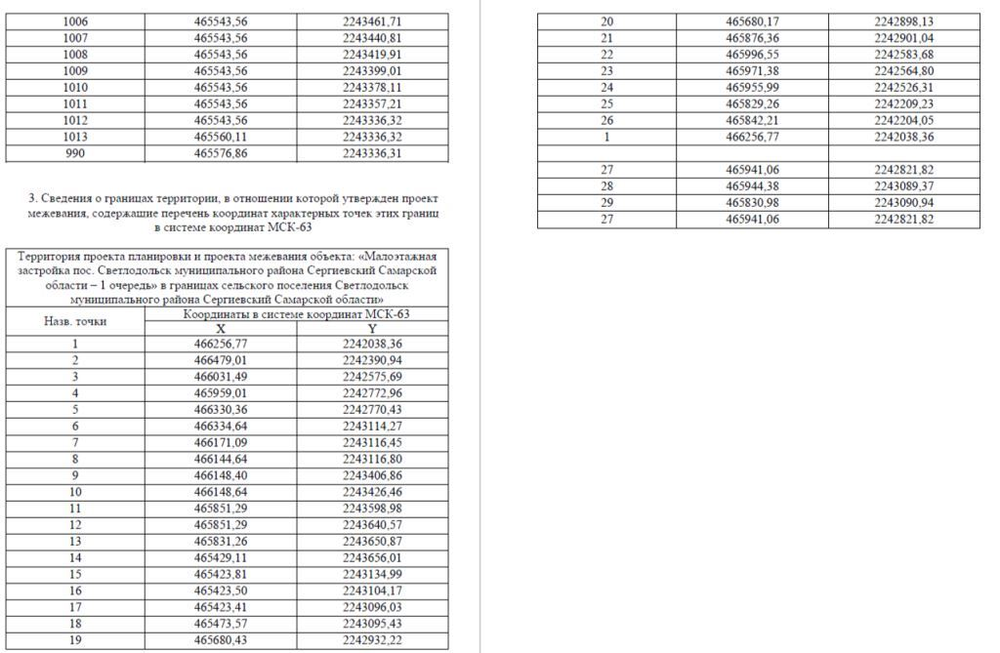 1006 465543,56 2243461,71
1007 465543,56 2243440,81
1008 465543,56 2243419,91
1009 465543,56 2243399,01
1010 465543,56 2243378,11
1011 465543,56 2243357,21
1012 465543,56 2243336,32
1013 465560,11 2243336,32
990 465576,86 2243336,31
3. Сведения о границах территории, в отношении которой утвержден проект
межевания, содержащие перечень координат характерных точек этих границ
в системе координат МСК-63
Территория проекта планировки и проекта межевания объекта: «Малоэтажная
застройка пос. Светлодольск муниципального района Сергиевский Самарской
области – 1 очередь» в границах сельского поселения Светлодольск
муниципального района Сергиевский Самарской области»
Назв. точки
Координаты в системе координат МСК-63
X Y
1 466256,77 2242038,36
2 466479,01 2242390,94
3 466031,49 2242575,69
4 465959,01 2242772,96
5 466330,36 2242770,43
6 466334,64 2243114,27
7 466171,09 2243116,45
8 466144,64 2243116,80
9 466148,40 2243406,86
10 466148,64 2243426,46
11 465851,29 2243598,98
12 465851,29 2243640,57
13 465831,26 2243650,87
14 465429,11 2243656,01
15 465423,81 2243134,99
16 465423,50 2243104,17
17 465423,41 2243096,03
18 465473,57 2243095,43
19 465680,43 2242932,22
20 465680,17 2242898,13
21 465876,36 2242901,04
22 465996,55 2242583,68
23 465971,38 2242564,80
24 465955,99 2242526,31
25 465829,26 2242209,23
26 465842,21 2242204,05
1 466256,77 2242038,36
27 465941,06 2242821,82
28 465944,38 2243089,37
29 465830,98 2243090,94
27 465941,06 2242821,82